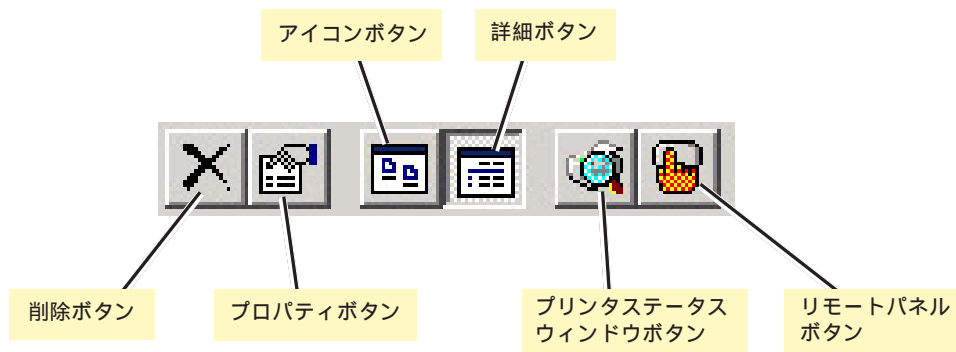 アイコンボタン
詳細ボタン
削除ボタン
プロパティボタン
プリンタステータス
ウィンドウボタン
リモートパネル
ボタン